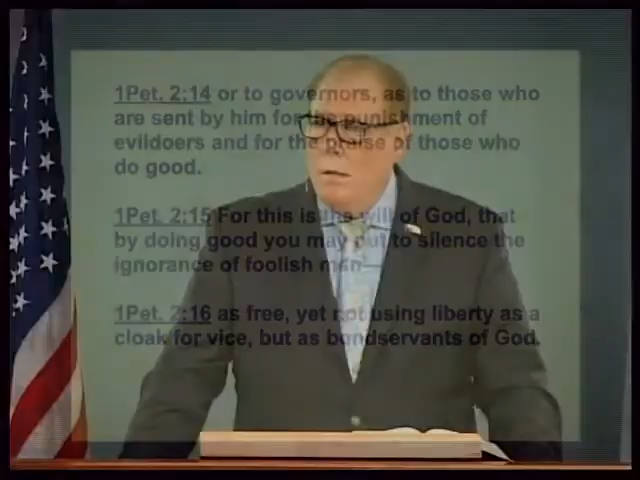 1Pet. 2:14 or to governors, as to those who
are sent by him for the punishment of
evildoers and for the praise of those who
do good.
1Pet. 2:15 For this is the will of God, that
by doing good you may put to silence the
ignorance of foolish men—
1Pet. 2:16 as free, yet not using liberty as a
cloak for vice, but as bondservants of God.